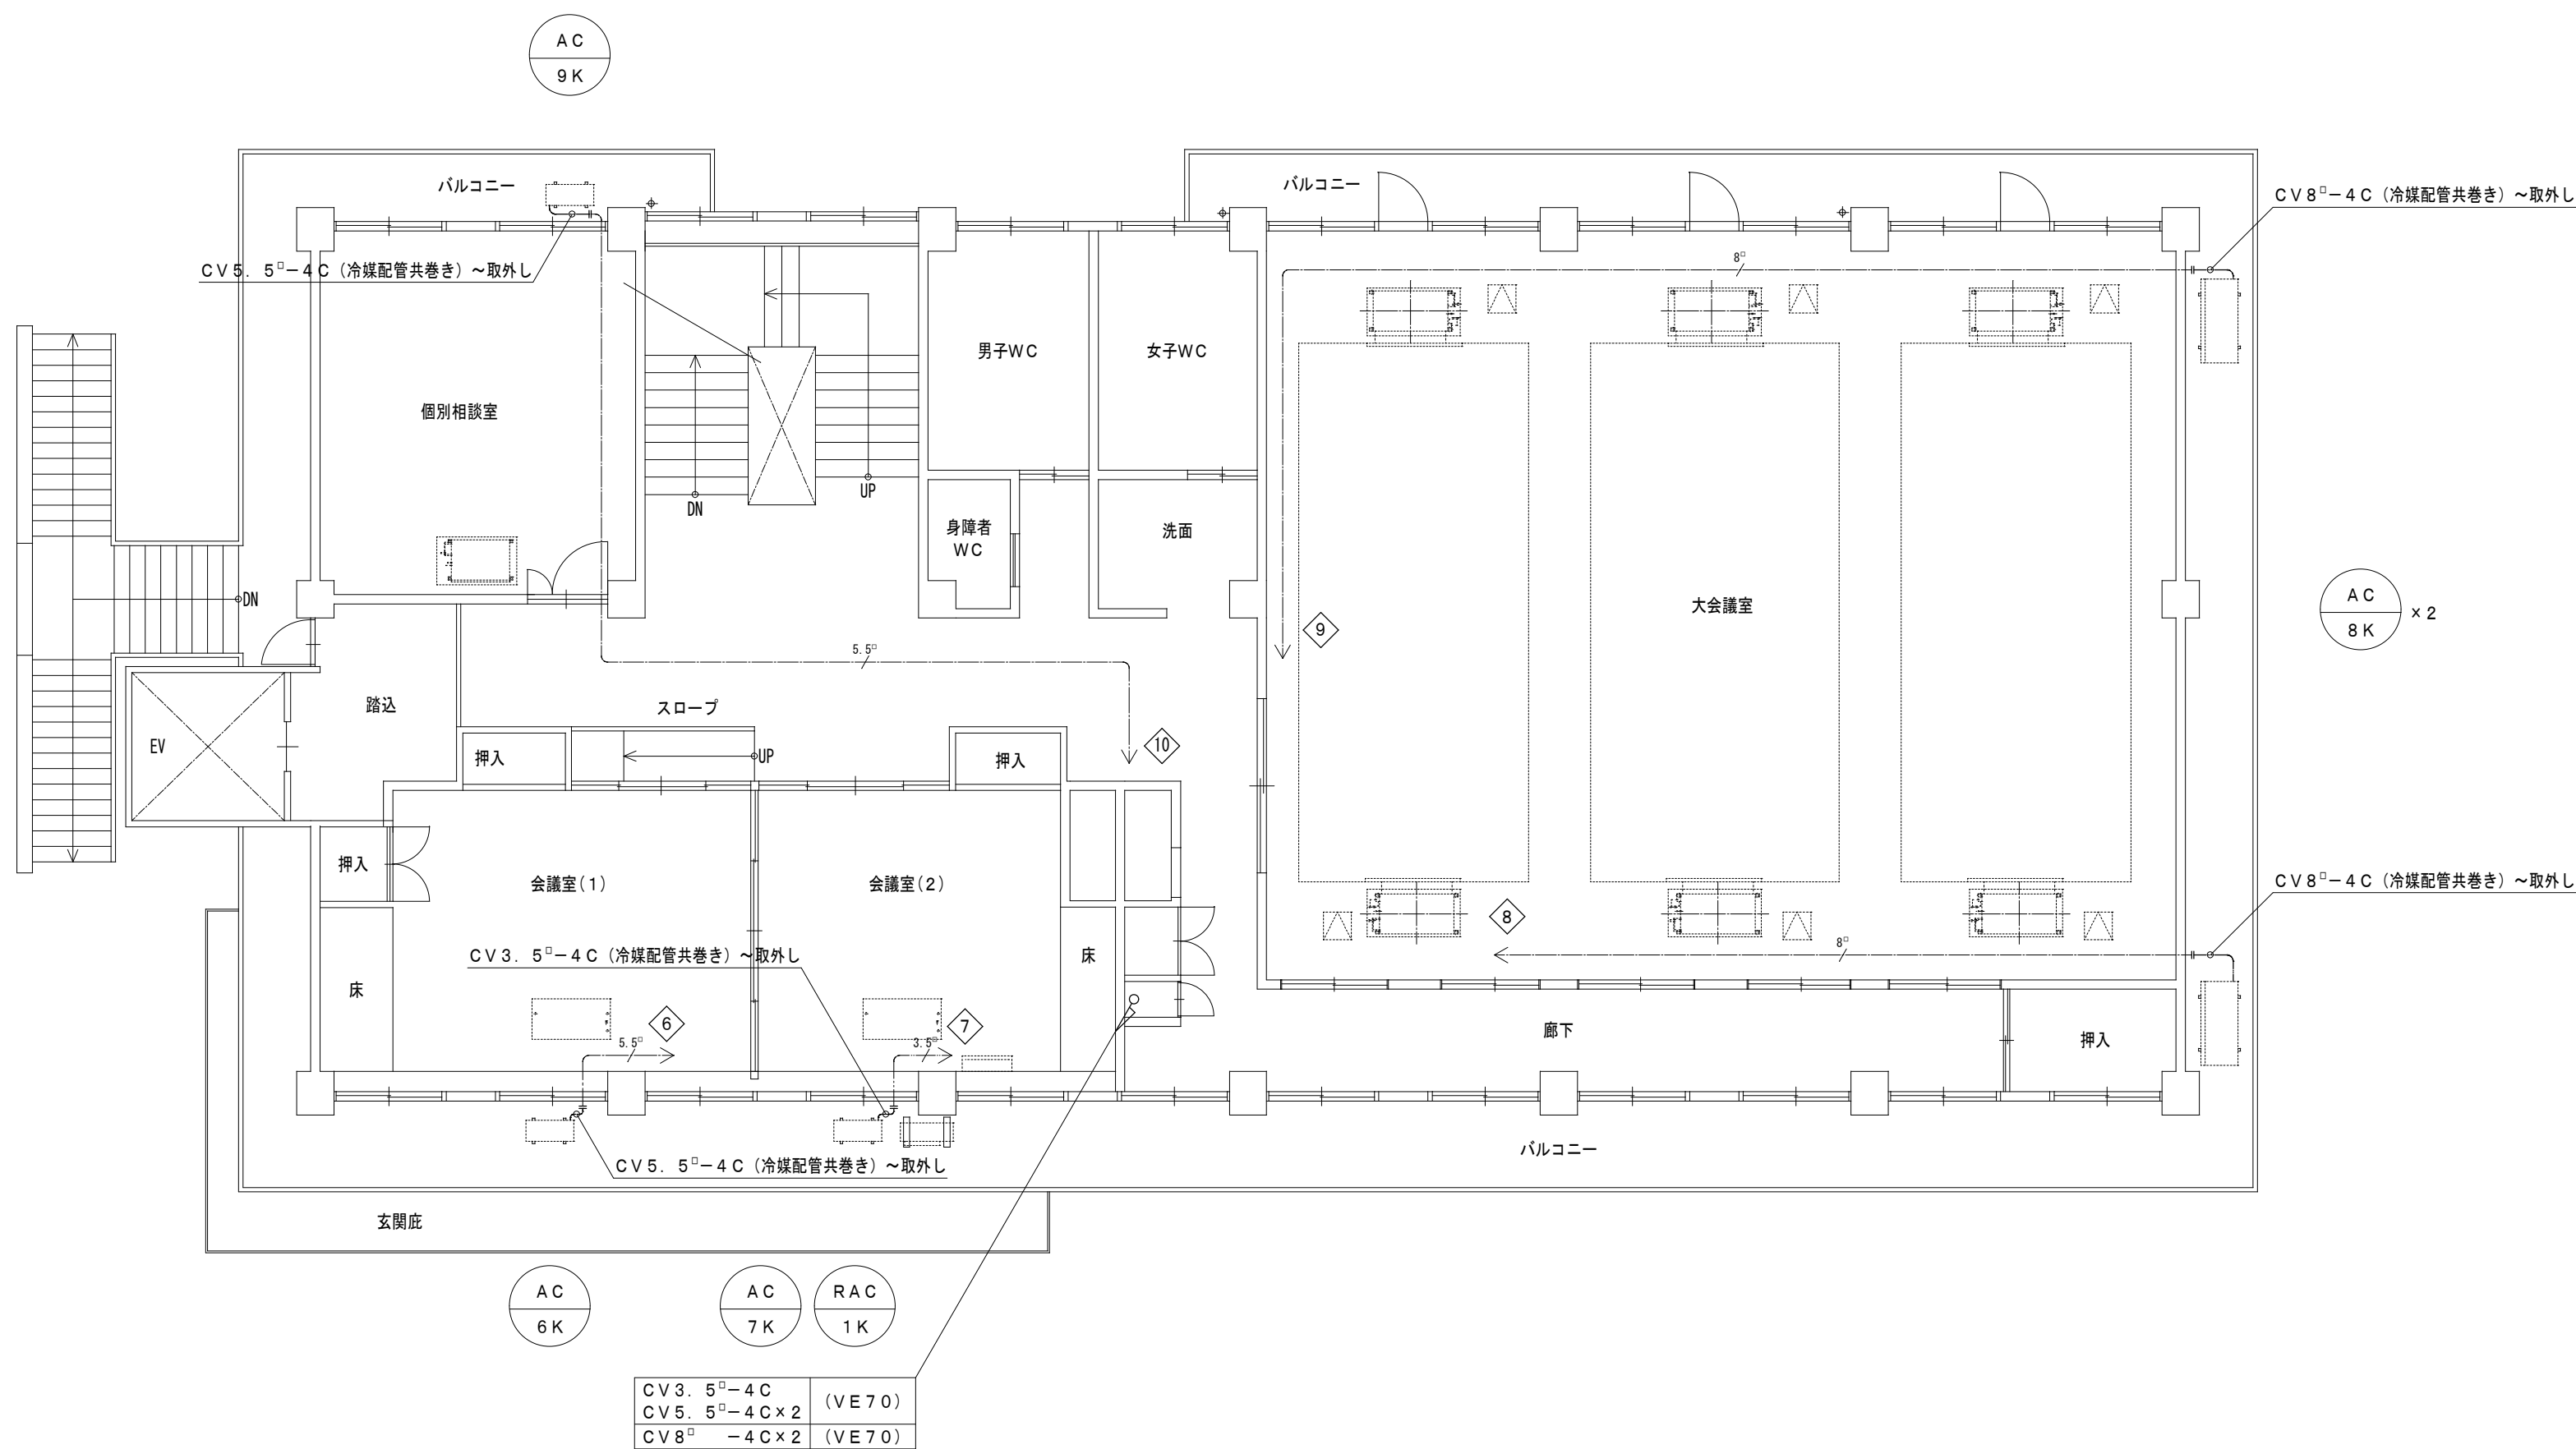 AC
9K
バルコニー
バルコニー
CV8□−4C（冷媒配管共巻き）～取外し
CV5．5□−4C（冷媒配管共巻き）～取外し
8□
男子WC
女子WC
個別相談室
UP
DN
身障者
WC
洗面
DN
大会議室
AC
8K
×2
9
5.5□
踏込
スロープ
EV
押入
UP
押入
10
押入
会議室(1)
会議室(2)
CV8□−4C（冷媒配管共巻き）～取外し
8
8□
CV3．5□−4C（冷媒配管共巻き）～取外し
床
床
6
7
5.5□
3.5□
廊下
押入
バルコニー
CV5．5□−4C（冷媒配管共巻き）～取外し
玄関庇
AC
6K
AC
7K
RAC
1K
CV3．5□−4C
CV5．5□−4C×2
(VE70)
CV8□　−4C×2
(VE70)